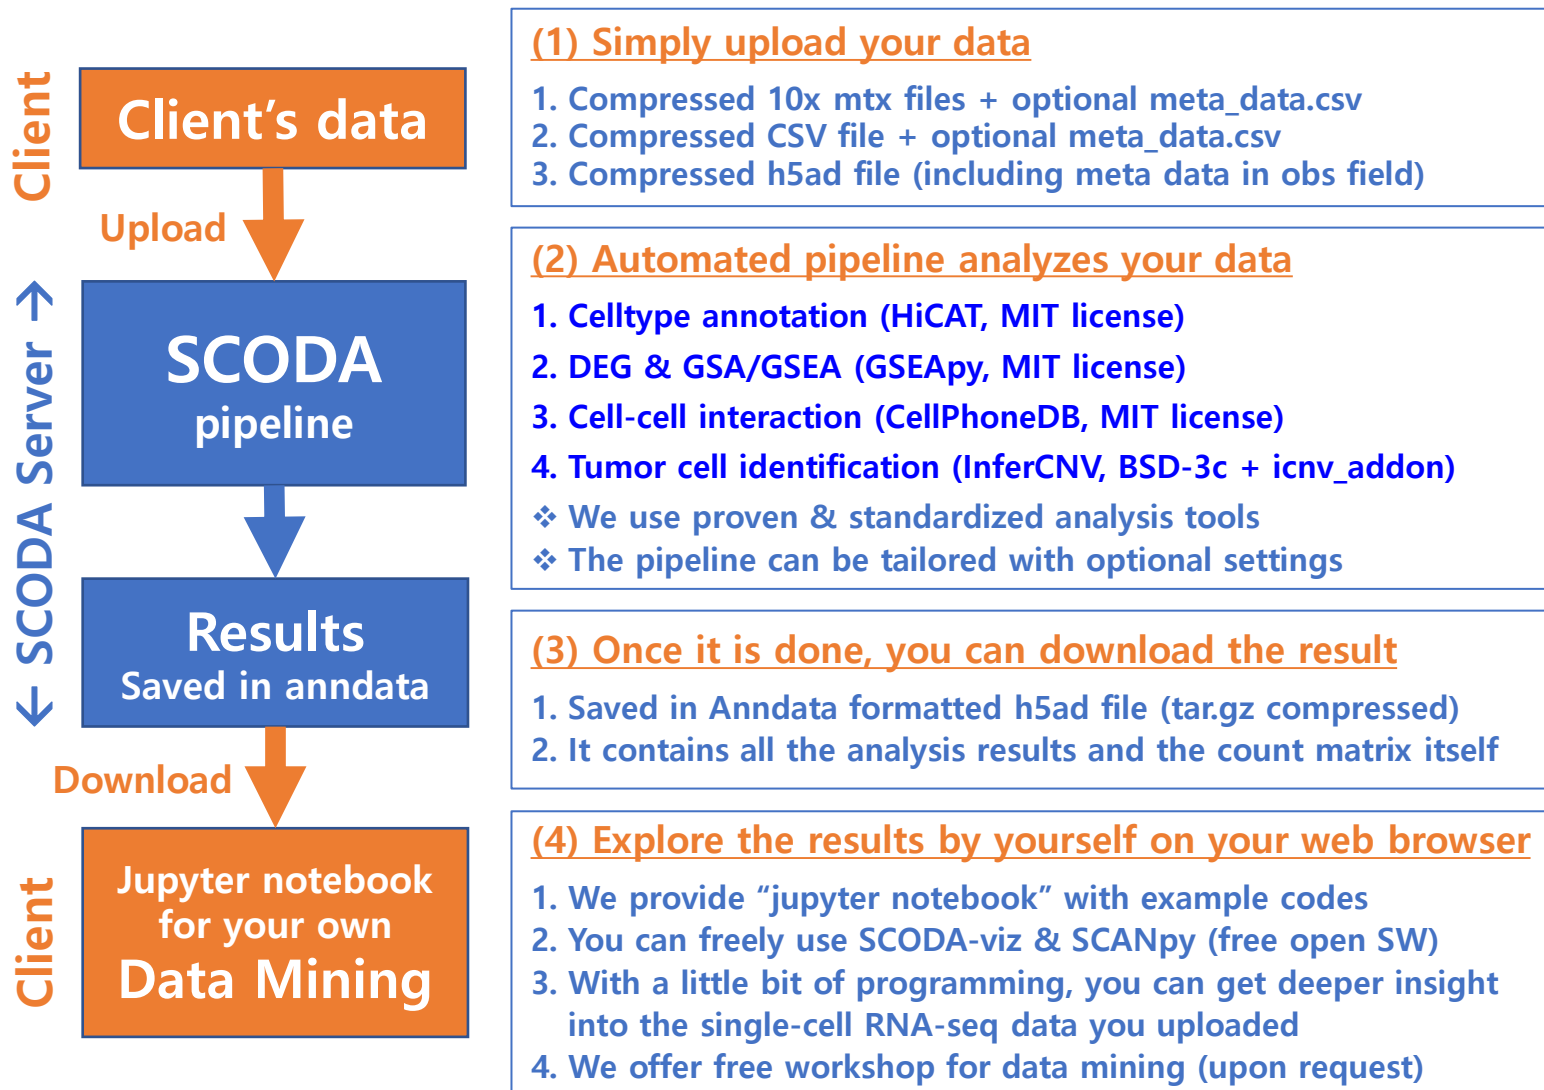 Client
Client's data
Upload
← SCODA Server →
SCODA
pipeline
Results
Saved in anndata
Download
Client
Jupyter notebook
for your own
Data Mining
(1) Simply upload your data
1. Compressed 10x mtx files + optional meta_data.csv
2. Compressed CSV file + optional meta_data.csv
3. Compressed h5ad file (including meta data in obs field)
(2) Automated pipeline analyzes your data
1. Celltype annotation (HiCAT, MIT license)
2. DEG & GSA/GSEA (GSEApy, MIT license)
3. Cell-cell interaction (CellPhoneDB, MIT license)
4. Tumor cell identification (InferCNV, BSD-3c + icnv_addon)
❖ We use proven & standardized analysis tools
❖ The pipeline can be tailored with optional settings
(3) Once it is done, you can download the result
1. Saved in Anndata formatted h5ad file (tar.gz compressed)
2. It contains all the analysis results and the count matrix itself
(4) Explore the results by yourself on your web browser
1. We provide “jupyter notebook” with example codes
2. You can freely use SCODA-viz & SCANpy (free open SW)
3. With a little bit of programming, you can get deeper insight
into the single-cell RNA-seq data you uploaded
4. We offer free workshop for data mining (upon request)